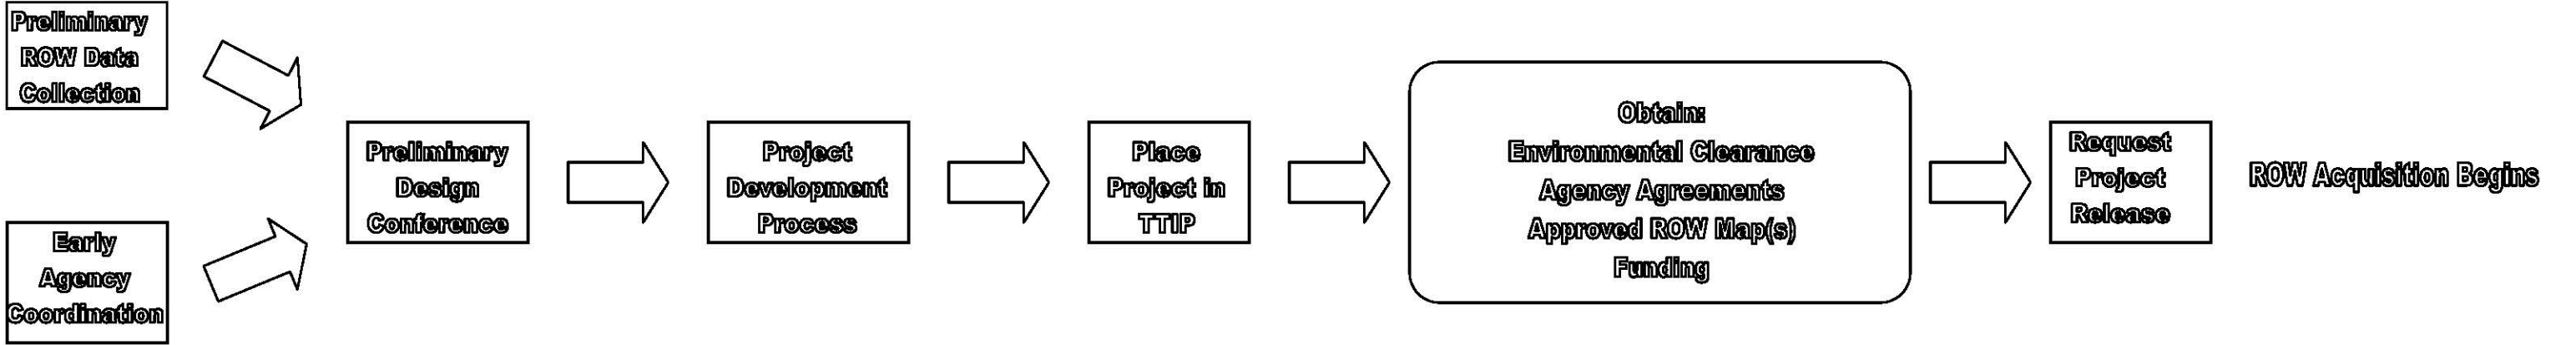 Preliminary
ROW Data
Collection
Early
Agency
Coordination
Preliminary
Design
Conference
Project
Development
Process
Place
Project in
TTIP
Obtain:
Environmental Clearance
Agency Agreements
Approved ROW Map(s)
Funding
Request
Project
Release
ROW Acquisition Begins